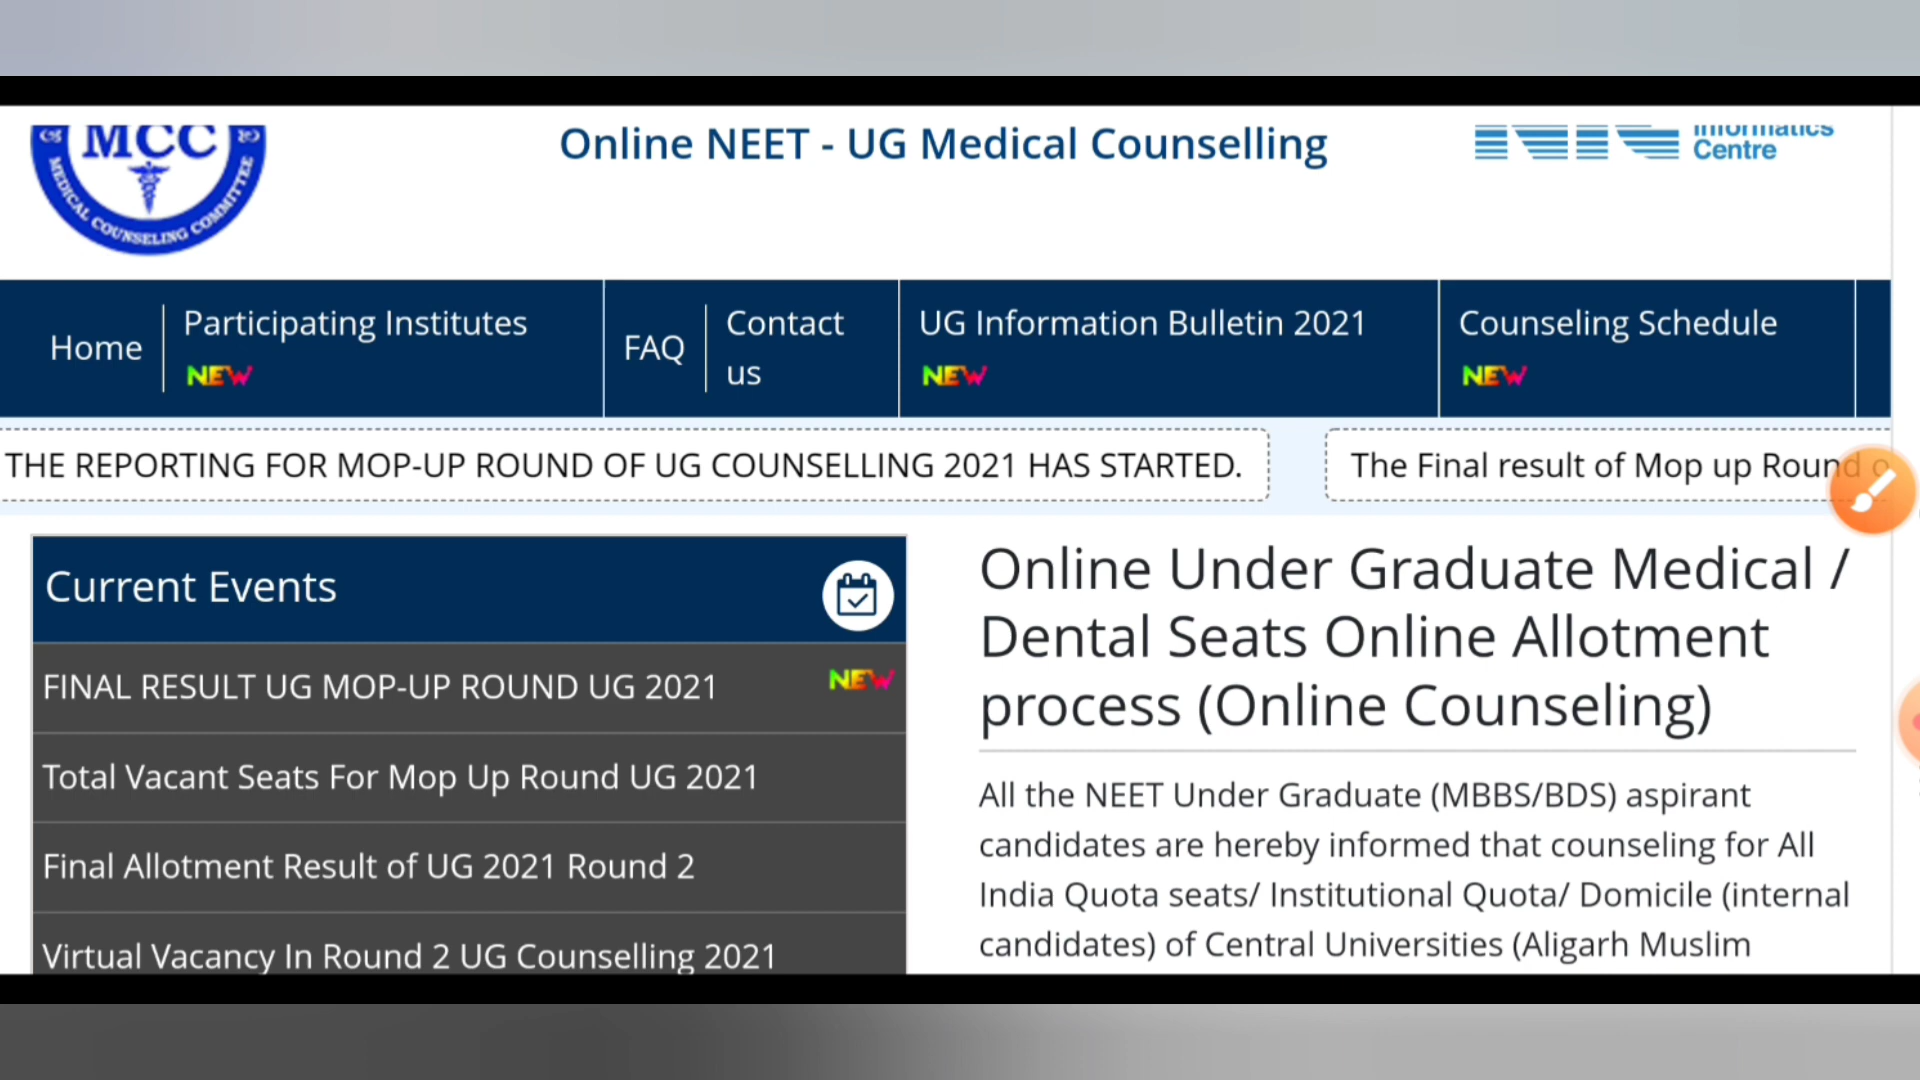 MCC
MEDICAL COUNSELING COMMITTEE
Online NEET - UG Medical Counselling
Informatics
Centre
Home
Participating Institutes
NEW
FAQ
Contact
us
UG Information Bulletin 2021
NEW
Counseling Schedule
NEW
THE REPORTING FOR MOP-UP ROUND OF UG COUNSELLING 2021 HAS STARTED.
The Final result of Mop up Round o
Current Events
FINAL RESULT UG MOP-UP ROUND UG 2021
NEW
Total Vacant Seats For Mop Up Round UG 2021
Final Allotment Result of UG 2021 Round 2
Virtual Vacancy In Round 2 UG Counselling 2021
Online Under Graduate Medical /
Dental Seats Online Allotment
process (Online Counseling)
All the NEET Under Graduate (MBBS/BDS) aspirant
candidates are hereby informed that counseling for All
India Quota seats/ Institutional Quota/ Domicile (internal
candidates) of Central Universities (Aligarh Muslim